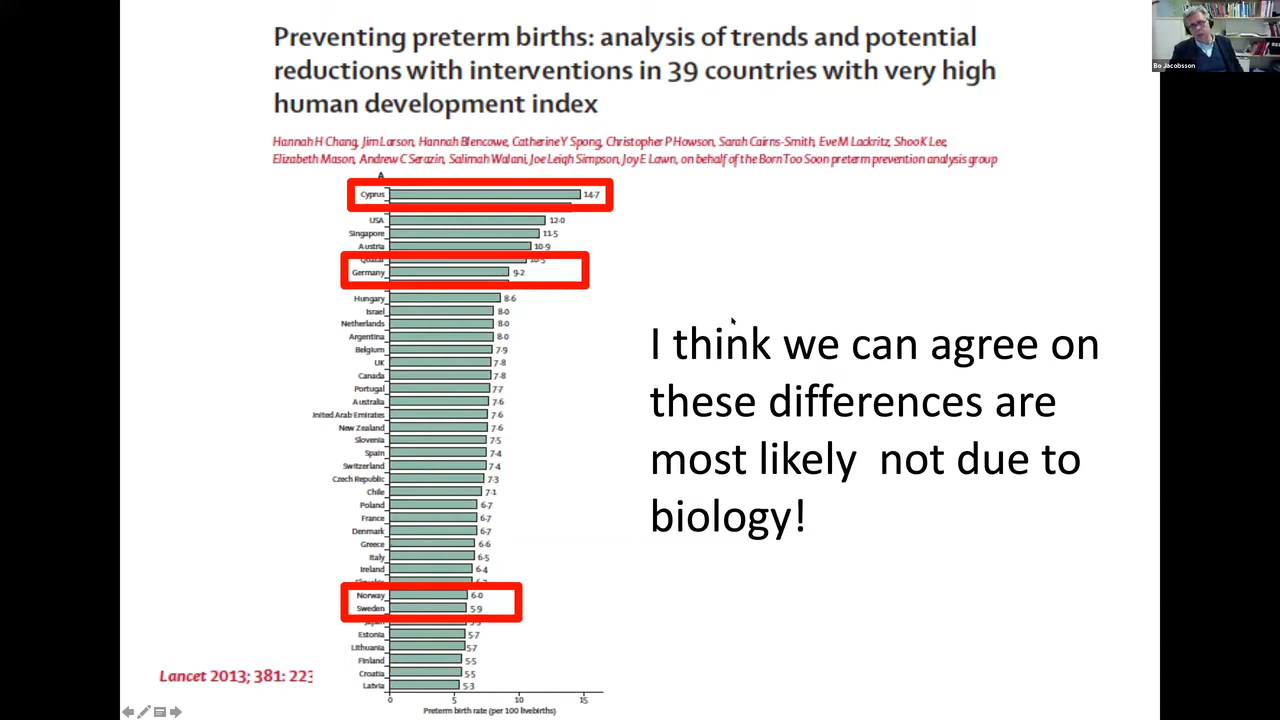 Preventing preterm births: analysis of trends and potential
reductions with interventions in 39 countries with very high
human development index
Hannah H Chang, Jim Larson, Hannah Blencowe, Catherine Y Spong, Christopher P Howson, Sarah Cairns-Smith, Eve M Lackritz, Shoo K Lee,
Elizabeth Mason, Andrew C Serazin, Salimah Walani, Joe Leigh Simpson, Joy E Lawn, on behalf of the Born Too Soon preterm prevention analysis group
A
Cyprus 14·7
USA 12·0
Singapore 11·5
Austria 10·9
Quatar 10·5
Germany 9·2
Hungary 8·6
Israel 8·0
Netherlands 8·0
Argentina 8·0
Belgium 7·9
UK 7·8
Canada 7·8
Portugal 7·7
Australia 7·6
United Arab Emirates 7·6
New Zealand 7·6
Slovenia 7·5
Spain 7·4
Switzerland 7·4
Czech Republic 7·3
Chile 7·1
Poland 6·7
France 6·7
Denmark 6·7
Greece 6·6
Italy 6·5
Ireland 6·4
Norway 6·0
Sweden 5·9
Japan
Estonia 5·7
Lithuania 5·7
Finland 5·5
Croatia 5·5
Latvia 5·3
0 5 10 15
Preterm birth rate (per 100 livebirths)
I think we can agree on
these differences are
most likely not due to
biology!
Lancet 2013; 381: 223
Bo Jacobsson